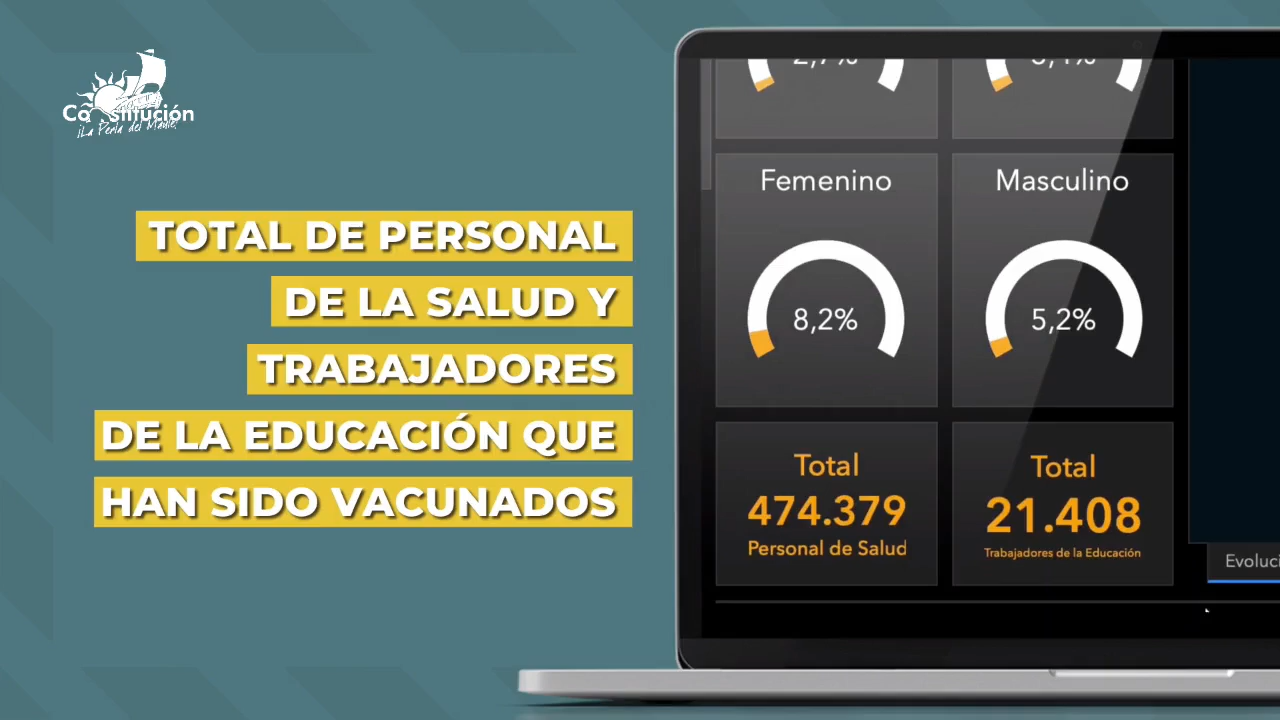 Constitución
¡La Perla del Maule!
TOTAL DE PERSONAL
DE LA SALUD Y
TRABAJADORES
DE LA EDUCACIÓN QUE
HAN SIDO VACUNADOS
Femenino
Masculino
8,2%
5,2%
Total
474.379
Personal de Salud
Total
21.408
Trabajadores de la Educación
Evoluci